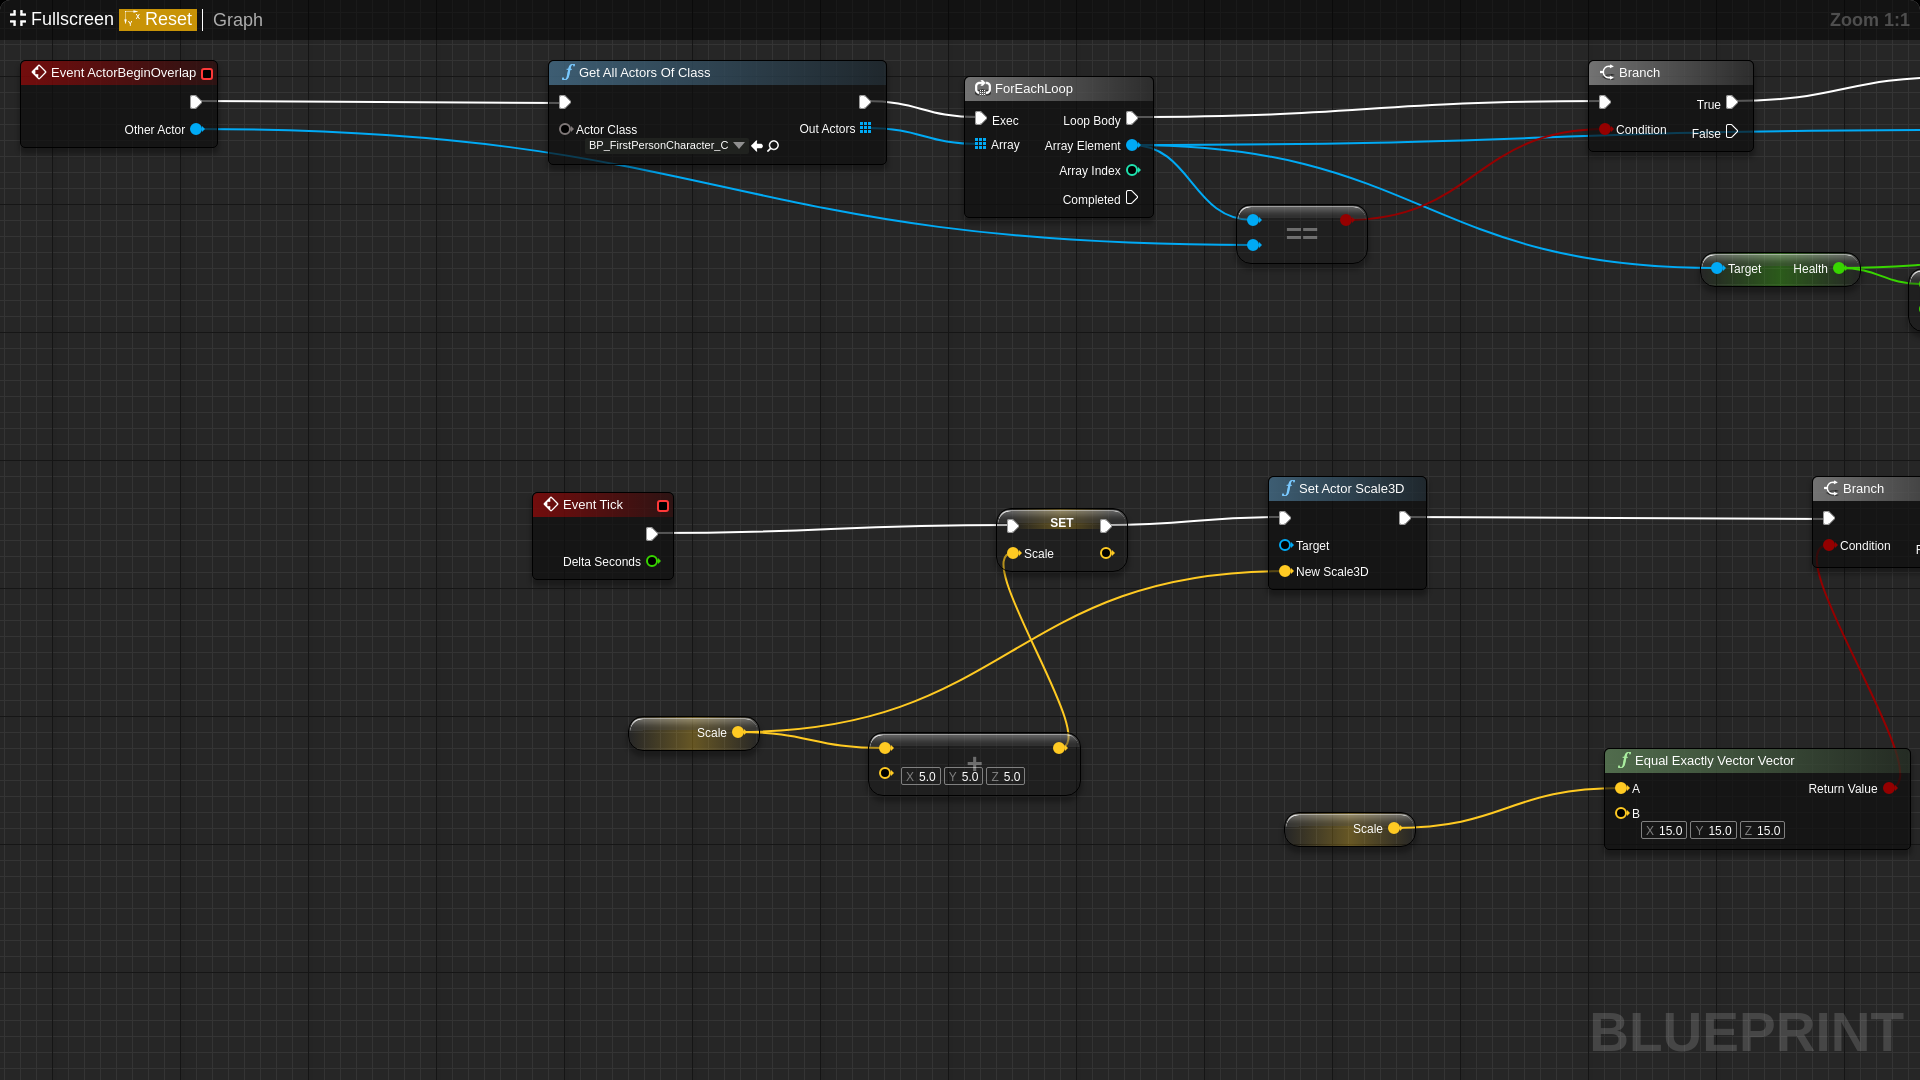 Fullscreen Reset Graph
Zoom 1:1
Event ActorBeginOverlap
Other Actor
Get All Actors Of Class
Actor Class
BP_FirstPersonCharacter_C
Out Actors
ForEachLoop
Exec
Loop Body
Array
Array Element
Array Index
Completed
==
Branch
True
Condition
False
Target
Health
Event Tick
Delta Seconds
SET
Scale
Set Actor Scale3D
Target
New Scale3D
Branch
Condition
Scale
+
X 5.0 Y 5.0 Z 5.0
Scale
Equal Exactly Vector Vector
A
Return Value
B
X 15.0 Y 15.0 Z 15.0
BLUEPRINT